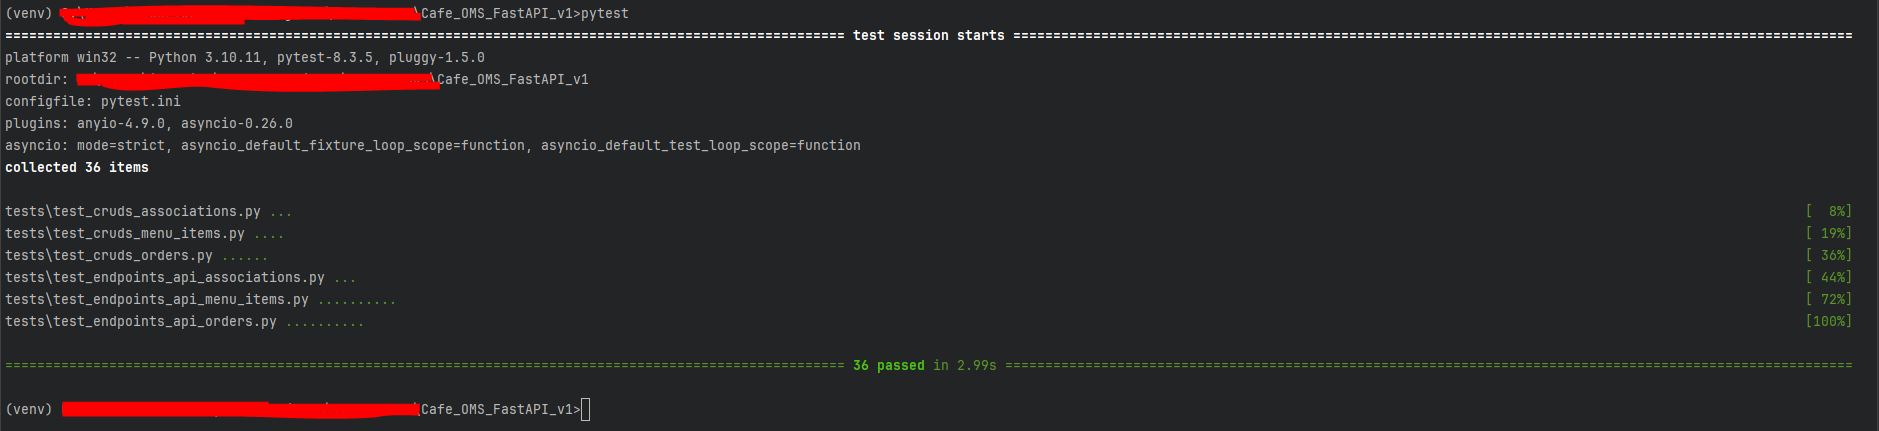 (venv) \Cafe_OMS_FastAPI_v1>pytest
==================== test session starts ====================
platform win32 -- Python 3.10.11, pytest-8.3.5, pluggy-1.5.0
rootdir: \Cafe_OMS_FastAPI_v1
configfile: pytest.ini
plugins: anyio-4.9.0, asyncio-0.26.0
asyncio: mode=strict, asyncio_default_fixture_loop_scope=function, asyncio_default_test_loop_scope=function
collected 36 items
tests\test_cruds_associations.py ... [  8%]
tests\test_cruds_menu_items.py .... [ 19%]
tests\test_cruds_orders.py ...... [ 36%]
tests\test_endpoints_api_associations.py ... [ 44%]
tests\test_endpoints_api_menu_items.py .......... [ 72%]
tests\test_endpoints_api_orders.py .......... [100%]
==================== 36 passed in 2.99s ====================
(venv) \Cafe_OMS_FastAPI_v1>